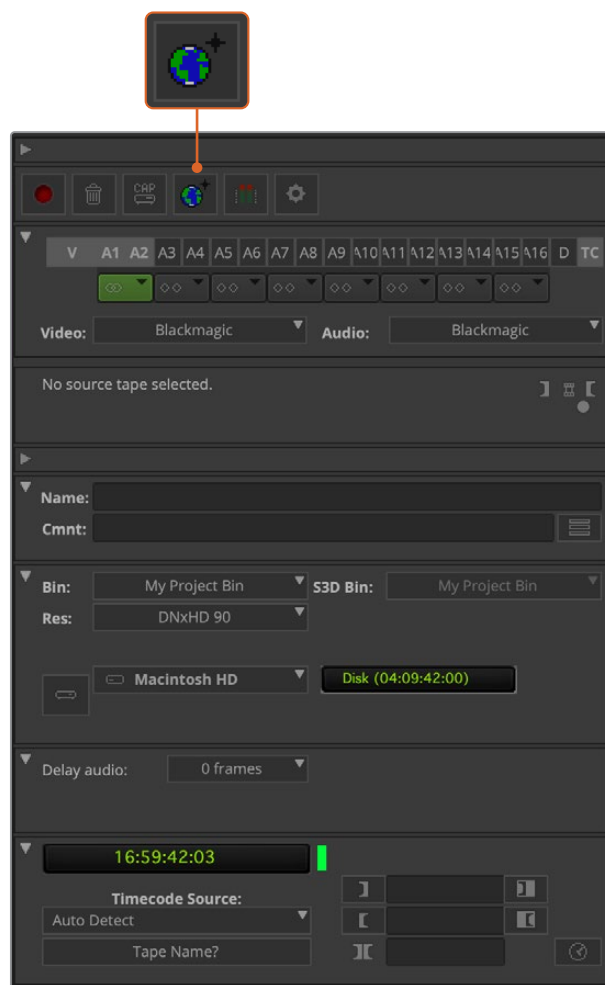 CAP
V A1 A2 A3 A4 A5 A6 A7 A8 A9 A10 A11 A12 A13 A14 A15 A16 D TC
Video: Blackmagic Audio: Blackmagic
No source tape selected.
Name:
Cmnt:
Bin: My Project Bin S3D Bin: My Project Bin
Res: DNxHD 90
Macintosh HD Disk (04:09:42:00)
Delay audio: 0 frames
16:59:42:03
Timecode Source:
Auto Detect
Tape Name?